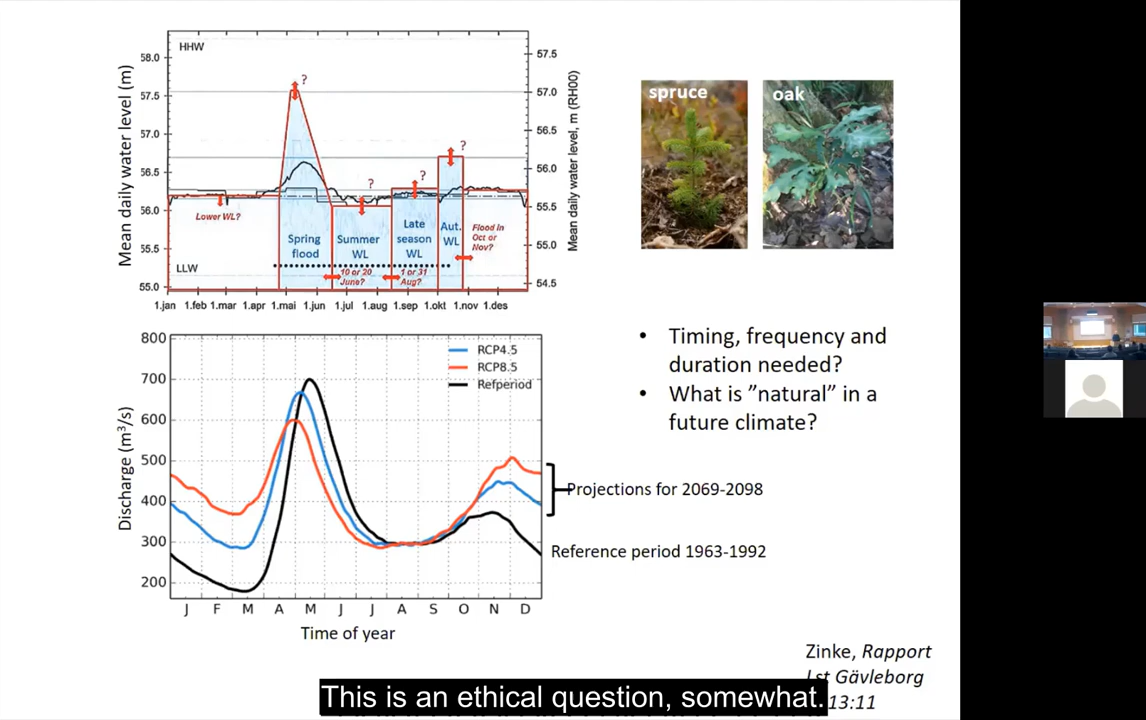 HHW
58.0
57.5
57.0
56.5
56.0
55.5
55.0
Mean daily water level (m)
57.5
57.0
56.5
56.0
55.5
55.0
54.5
Mean daily water level, m (RH00)
?
?
?
?
Lower WL?
Spring
flood
Summer
WL
Late
season
WL
Aut.
WL
Flood in
Oct or
Nov?
LLW
10 or 20
June?
1 or 31
Aug?
1.jan 1.feb 1.mar 1.apr 1.mai 1.jun 1.jul 1.aug 1.sep 1.okt 1.nov 1.des
spruce
oak
• Timing, frequency and
duration needed?
• What is ”natural” in a
future climate?
800
700
600
500
400
300
200
Discharge (m³/s)
RCP4.5
RCP8.5
Refperiod
J F M A M J J A S O N D
Time of year
Projections for 2069-2098
Reference period 1963-1992
Zinke, Rapport
Lst Gävleborg
13:11
This is an ethical question, somewhat.